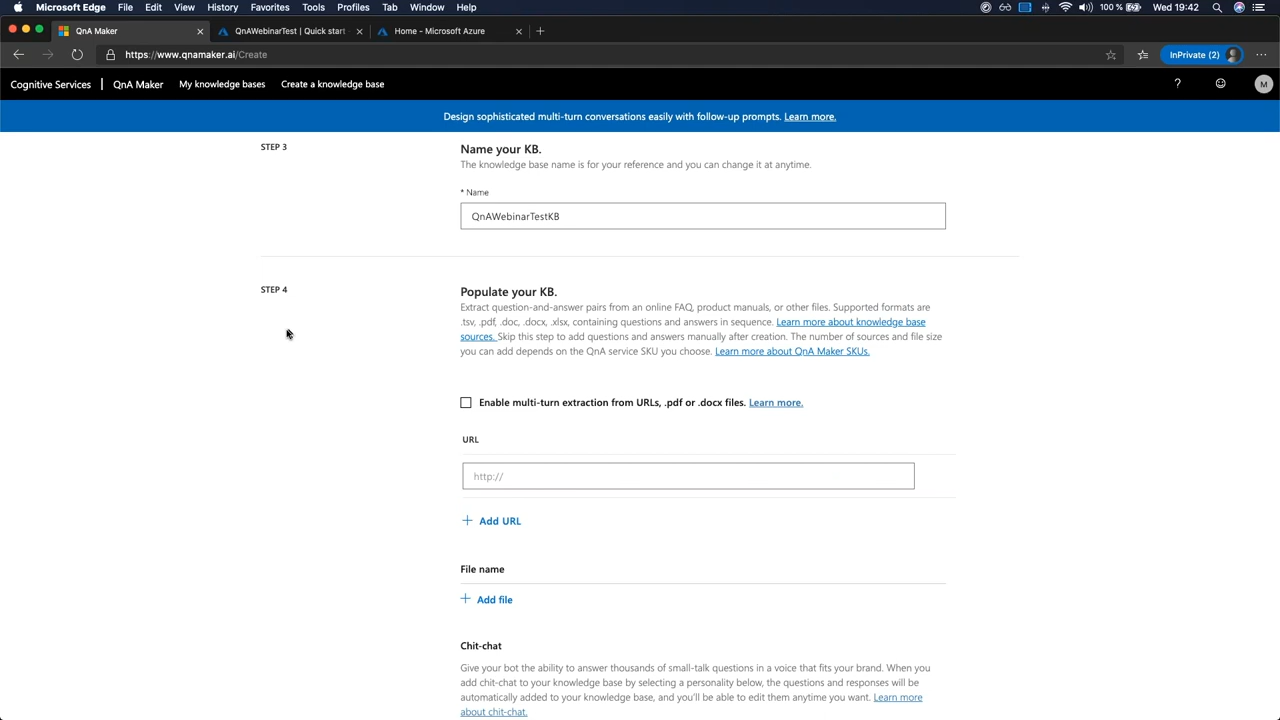 Microsoft Edge File Edit View History Favorites Tools Profiles Tab Window Help 100 % Wed 19:42
QnA Maker QnAWebinarTest | Quick start Home - Microsoft Azure
https://www.qnamaker.ai/Create InPrivate (2)
Cognitive Services | QnA Maker My knowledge bases Create a knowledge base ? M
Design sophisticated multi-turn conversations easily with follow-up prompts. Learn more.
STEP 3 Name your KB.
The knowledge base name is for your reference and you can change it at anytime.
* Name
QnAWebinarTestKB
STEP 4 Populate your KB.
Extract question-and-answer pairs from an online FAQ, product manuals, or other files. Supported formats are
.tsv, .pdf, .doc, .docx, .xlsx, containing questions and answers in sequence. Learn more about knowledge base
sources. Skip this step to add questions and answers manually after creation. The number of sources and file size
you can add depends on the QnA service SKU you choose. Learn more about QnA Maker SKUs.
Enable multi-turn extraction from URLs, .pdf or .docx files. Learn more.
URL
http://
+ Add URL
File name
+ Add file
Chit-chat
Give your bot the ability to answer thousands of small-talk questions in a voice that fits your brand. When you
add chit-chat to your knowledge base by selecting a personality below, the questions and responses will be
automatically added to your knowledge base, and you'll be able to edit them anytime you want. Learn more
about chit-chat.